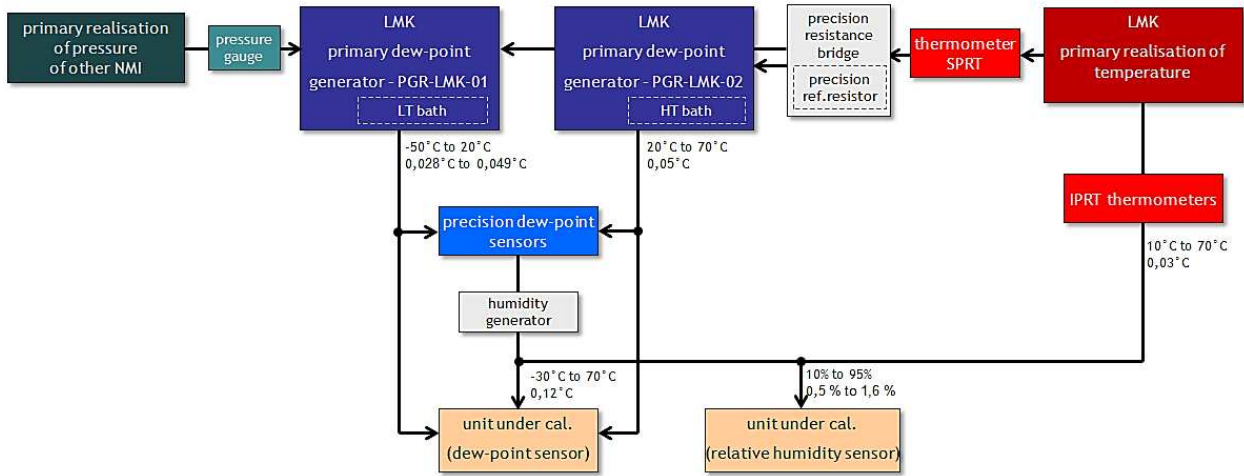 primary realisation
of pressure
of other NMI
pressure
gauge
LMK
primary dew-point
generator - PGR-LMK-01
LT bath
LMK
primary dew-point
generator - PGR-LMK-02
HT bath
precision
resistance
bridge
precision
ref.resistor
thermometer
SPRT
LMK
primary realisation of
temperature
-50°C to 20°C
0,028°C to 0,049°C
20°C to 70°C
0,05°C
IPRT thermometers
precision dew-point
sensors
10°C to 70°C
0,03°C
humidity
generator
-30°C to 70°C
0,12°C
10% to 95%
0,5 % to 1,6 %
unit under cal.
(dew-point sensor)
unit under cal.
(relative humidity sensor)